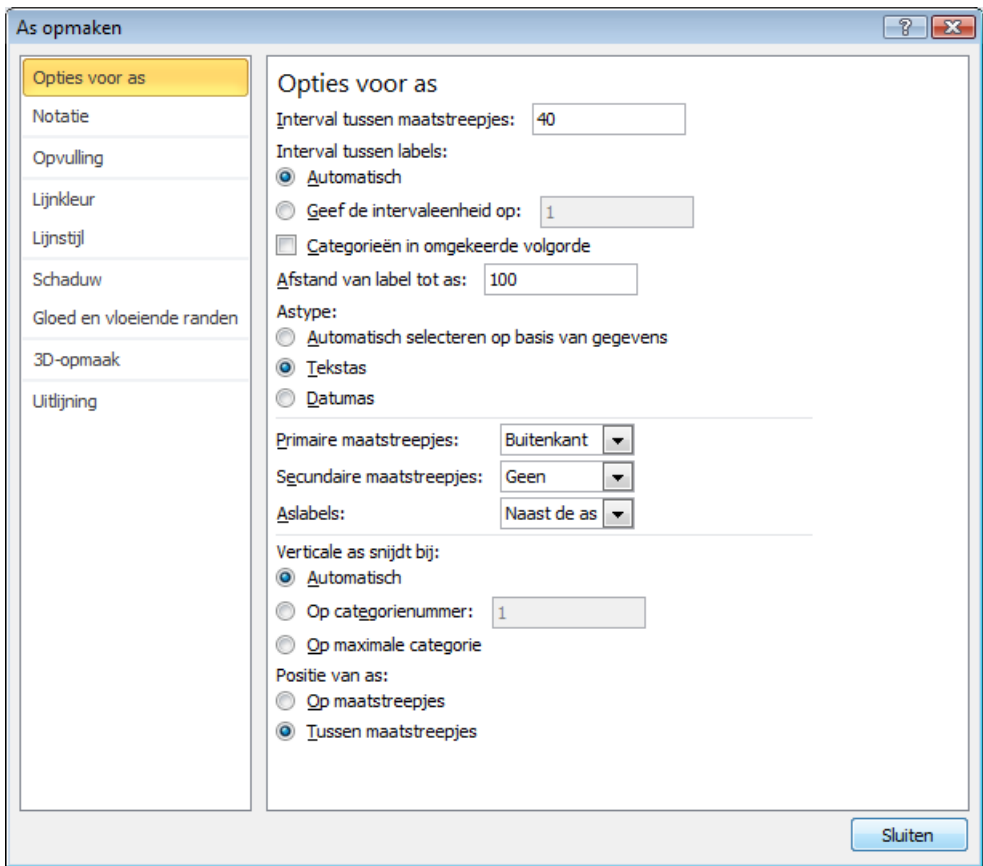 As opmaken
Opties voor as
Notatie
Opvulling
Lijnkleur
Lijnstijl
Schaduw
Gloed en vloeiende randen
3D-opmaak
Uitlijning
Opties voor as
Interval tussen maatstreepjes: 40
Interval tussen labels:
Automatisch
Geef de intervaleenheid op: 1
Categorieën in omgekeerde volgorde
Afstand van label tot as: 100
Astype:
Automatisch selecteren op basis van gegevens
Tekstas
Datumas
Primaire maatstreepjes: Buitenkant
Secundaire maatstreepjes: Geen
Aslabels: Naast de as
Verticale as snijdt bij:
Automatisch
Op categorienummer: 1
Op maximale categorie
Positie van as:
Op maatstreepjes
Tussen maatstreepjes
Sluiten